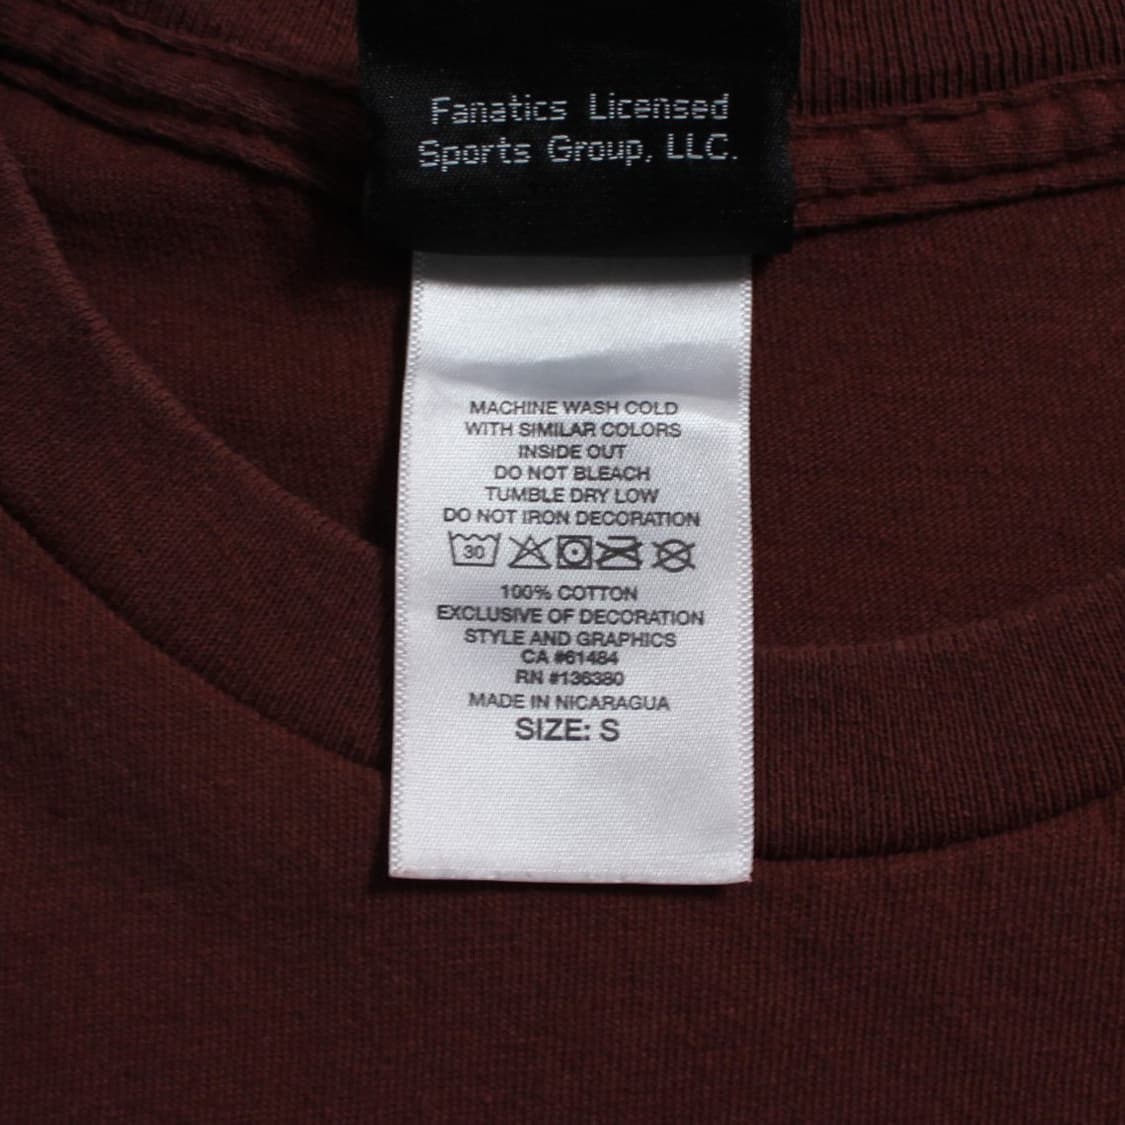 Fanatics Licensed
Sports Group, LLC.
MACHINE WASH COLD
WITH SIMILAR COLORS
INSIDE OUT
DO NOT BLEACH
TUMBLE DRY LOW
DO NOT IRON DECORATION
30
100% COTTON
EXCLUSIVE OF DECORATION
STYLE AND GRAPHICS
CA #61484
RN #136380
MADE IN NICARAGUA
SIZE: S